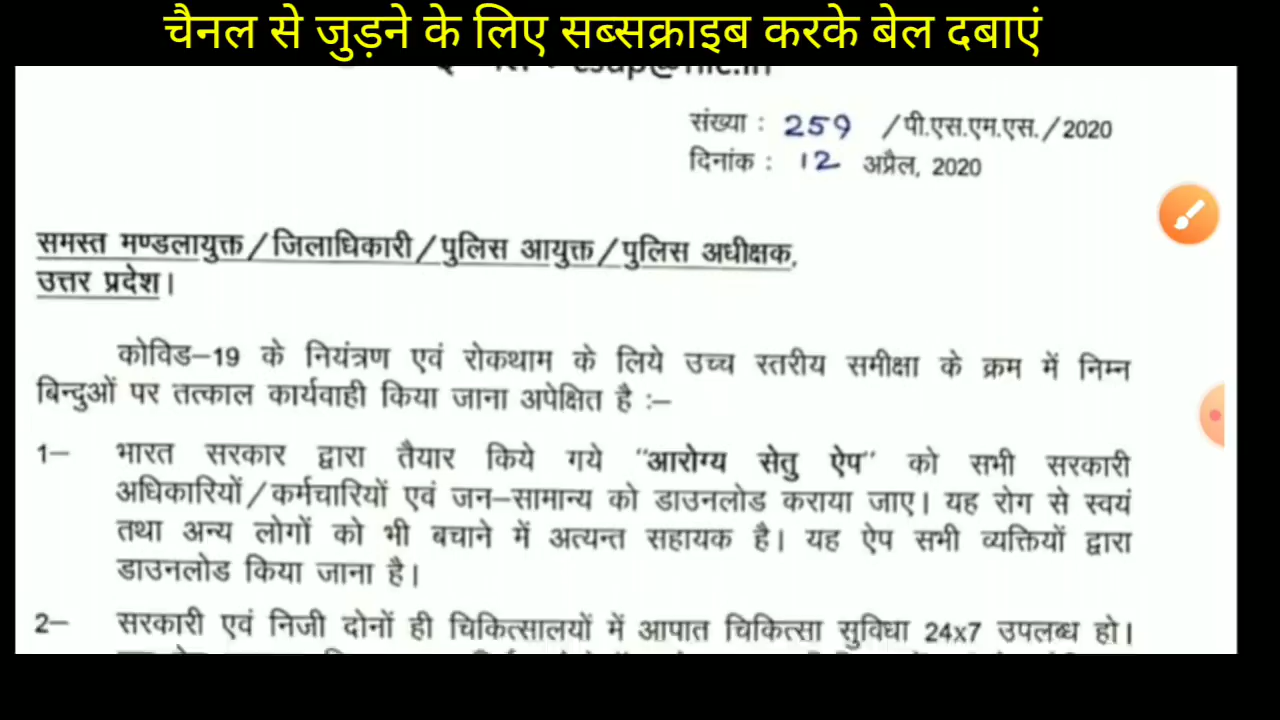 चैनल से जुड़ने के लिए सब्सक्राइब करके बेल दबाएं
संख्या : 259 /पी.एस.एम.एस./2020
दिनांक : 12 अप्रैल, 2020
समस्त मण्डलायुक्त/जिलाधिकारी/पुलिस आयुक्त/पुलिस अधीक्षक,
उत्तर प्रदेश।
कोविड–19 के नियंत्रण एवं रोकथाम के लिये उच्च स्तरीय समीक्षा के क्रम में निम्न
बिन्दुओं पर तत्काल कार्यवाही किया जाना अपेक्षित है :–
1– भारत सरकार द्वारा तैयार किये गये "आरोग्य सेतु ऐप" को सभी सरकारी
अधिकारियों/कर्मचारियों एवं जन–सामान्य को डाउनलोड कराया जाए। यह रोग से स्वयं
तथा अन्य लोगों को भी बचाने में अत्यन्त सहायक है। यह ऐप सभी व्यक्तियों द्वारा
डाउनलोड किया जाना है।
2– सरकारी एवं निजी दोनों ही चिकित्सालयों में आपात चिकित्सा सुविधा 24x7 उपलब्ध हो।